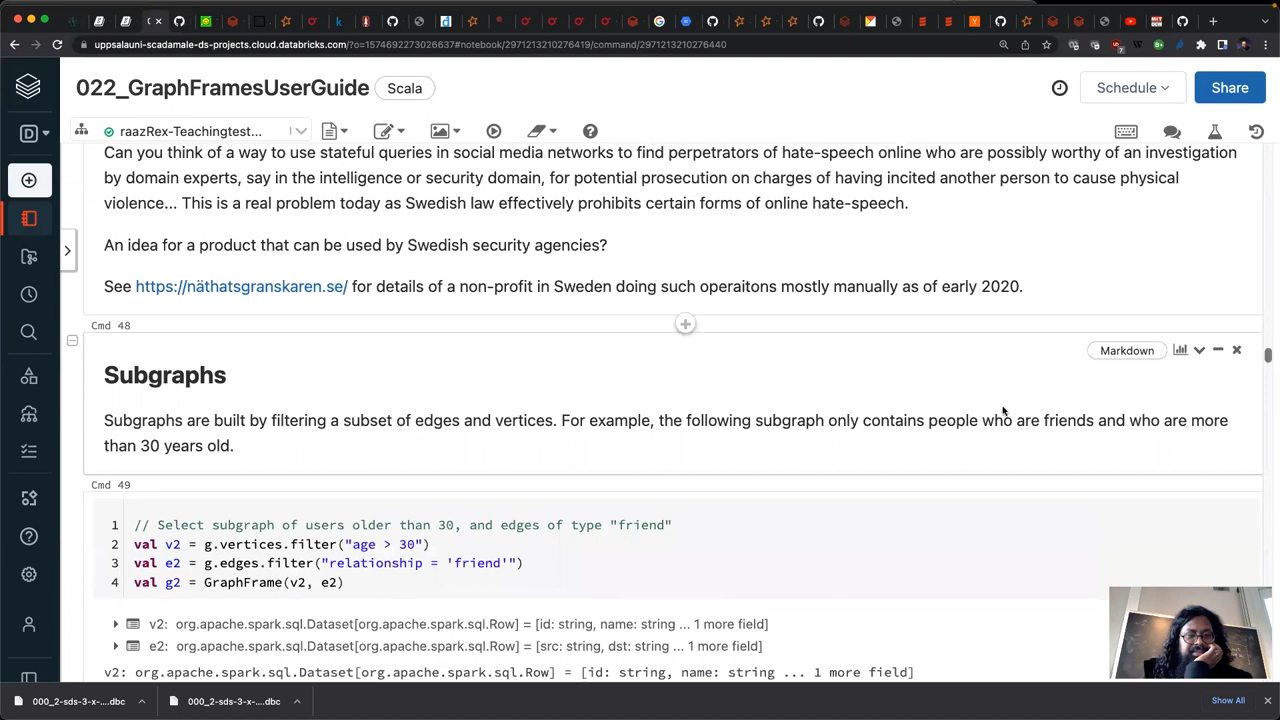 uppsalauni-scadamale-ds-projects.cloud.databricks.com/?o=1574692273026637#notebook/2971213210276419/command/2971213210276440
022_GraphFramesUserGuide
Scala
Schedule
Share
D
raazRex-Teachingtest...
Can you think of a way to use stateful queries in social media networks to find perpetrators of hate-speech online who are possibly worthy of an investigation
by domain experts, say in the intelligence or security domain, for potential prosecution on charges of having incited another person to cause physical
violence... This is a real problem today as Swedish law effectively prohibits certain forms of online hate-speech.
An idea for a product that can be used by Swedish security agencies?
See https://näthatsgranskaren.se/ for details of a non-profit in Sweden doing such operaitons mostly manually as of early 2020.
Cmd 48
Markdown
Subgraphs
Subgraphs are built by filtering a subset of edges and vertices. For example, the following subgraph only contains people who are friends and who are more
than 30 years old.
Cmd 49
1 // Select subgraph of users older than 30, and edges of type "friend"
2 val v2 = g.vertices.filter("age > 30")
3 val e2 = g.edges.filter("relationship = 'friend'")
4 val g2 = GraphFrame(v2, e2)
v2: org.apache.spark.sql.Dataset[org.apache.spark.sql.Row] = [id: string, name: string ... 1 more field]
e2: org.apache.spark.sql.Dataset[org.apache.spark.sql.Row] = [src: string, dst: string ... 1 more field]
v2: org.apache.spark.sql.Dataset[org.apache.spark.sql.Row] = [id: string, name: string ... 1 more field]
000_2-sds-3-x-....dbc
000_2-sds-3-x-....dbc
Show All